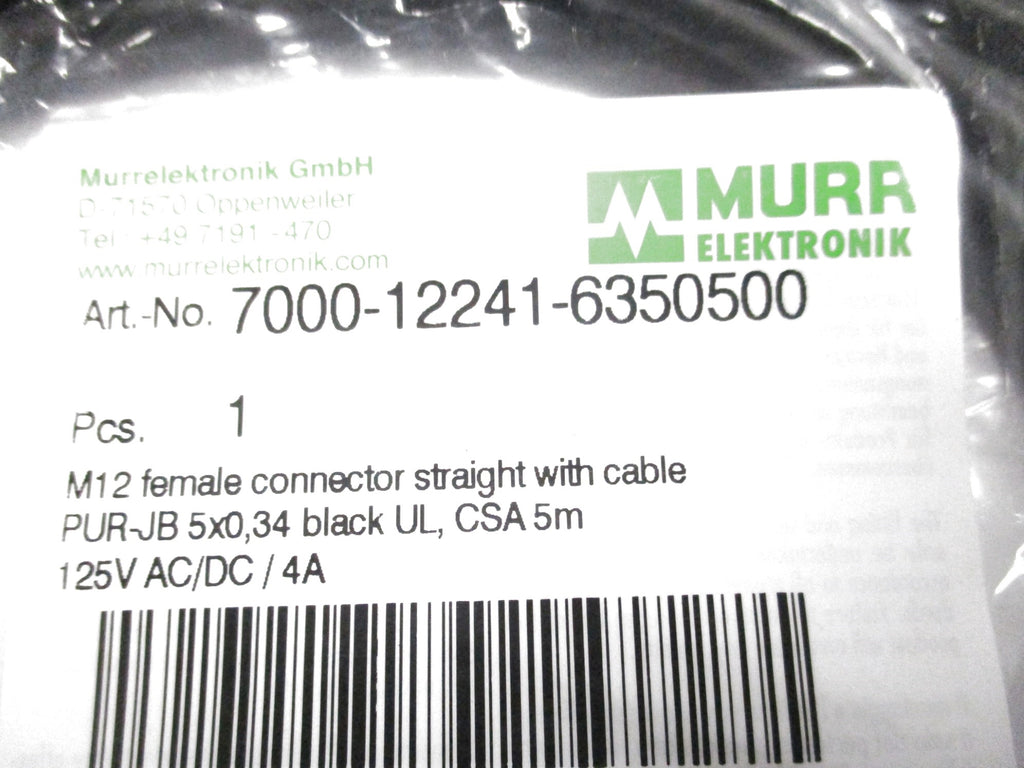 Murrelektronik GmbH
D-71570 Oppenweiler
Tel.: +49 7191 - 470
www.murrelektronik.com
MURR
ELEKTRONIK
Art.-No. 7000-12241-6350500
Pcs. 1
M12 female connector straight with cable
PUR-JB 5x0,34 black UL, CSA 5m
125V AC/DC / 4A